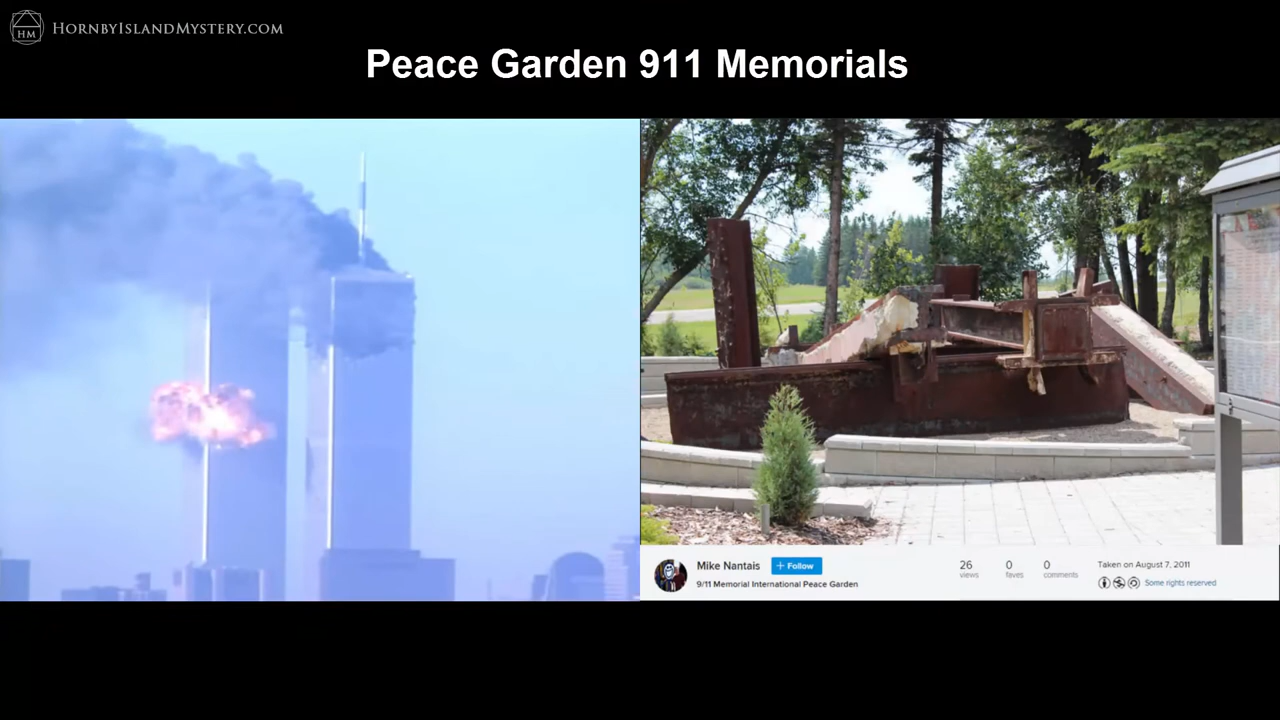 HM HORNBYISLANDMYSTERY.COM
Peace Garden 911 Memorials
Mike Nantais + Follow
9/11 Memorial International Peace Garden
26 views 0 faves 0 comments
Taken on August 7, 2011
Some rights reserved